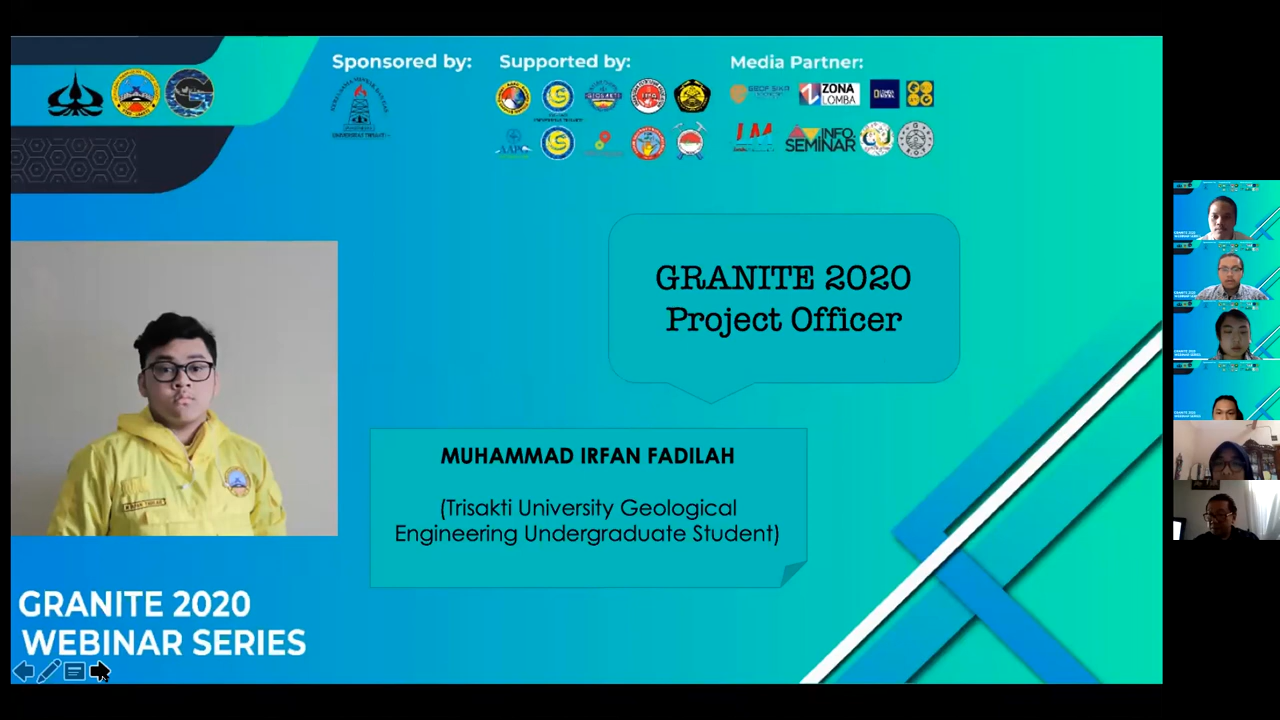 Sponsored by:
Supported by:
Media Partner:
ZONA
LOMBA
INFO
SEMINAR
GRANITE 2020
Project Officer
MUHAMMAD IRFAN FADILAH
(Trisakti University Geological
Engineering Undergraduate Student)
GRANITE 2020
WEBINAR SERIES